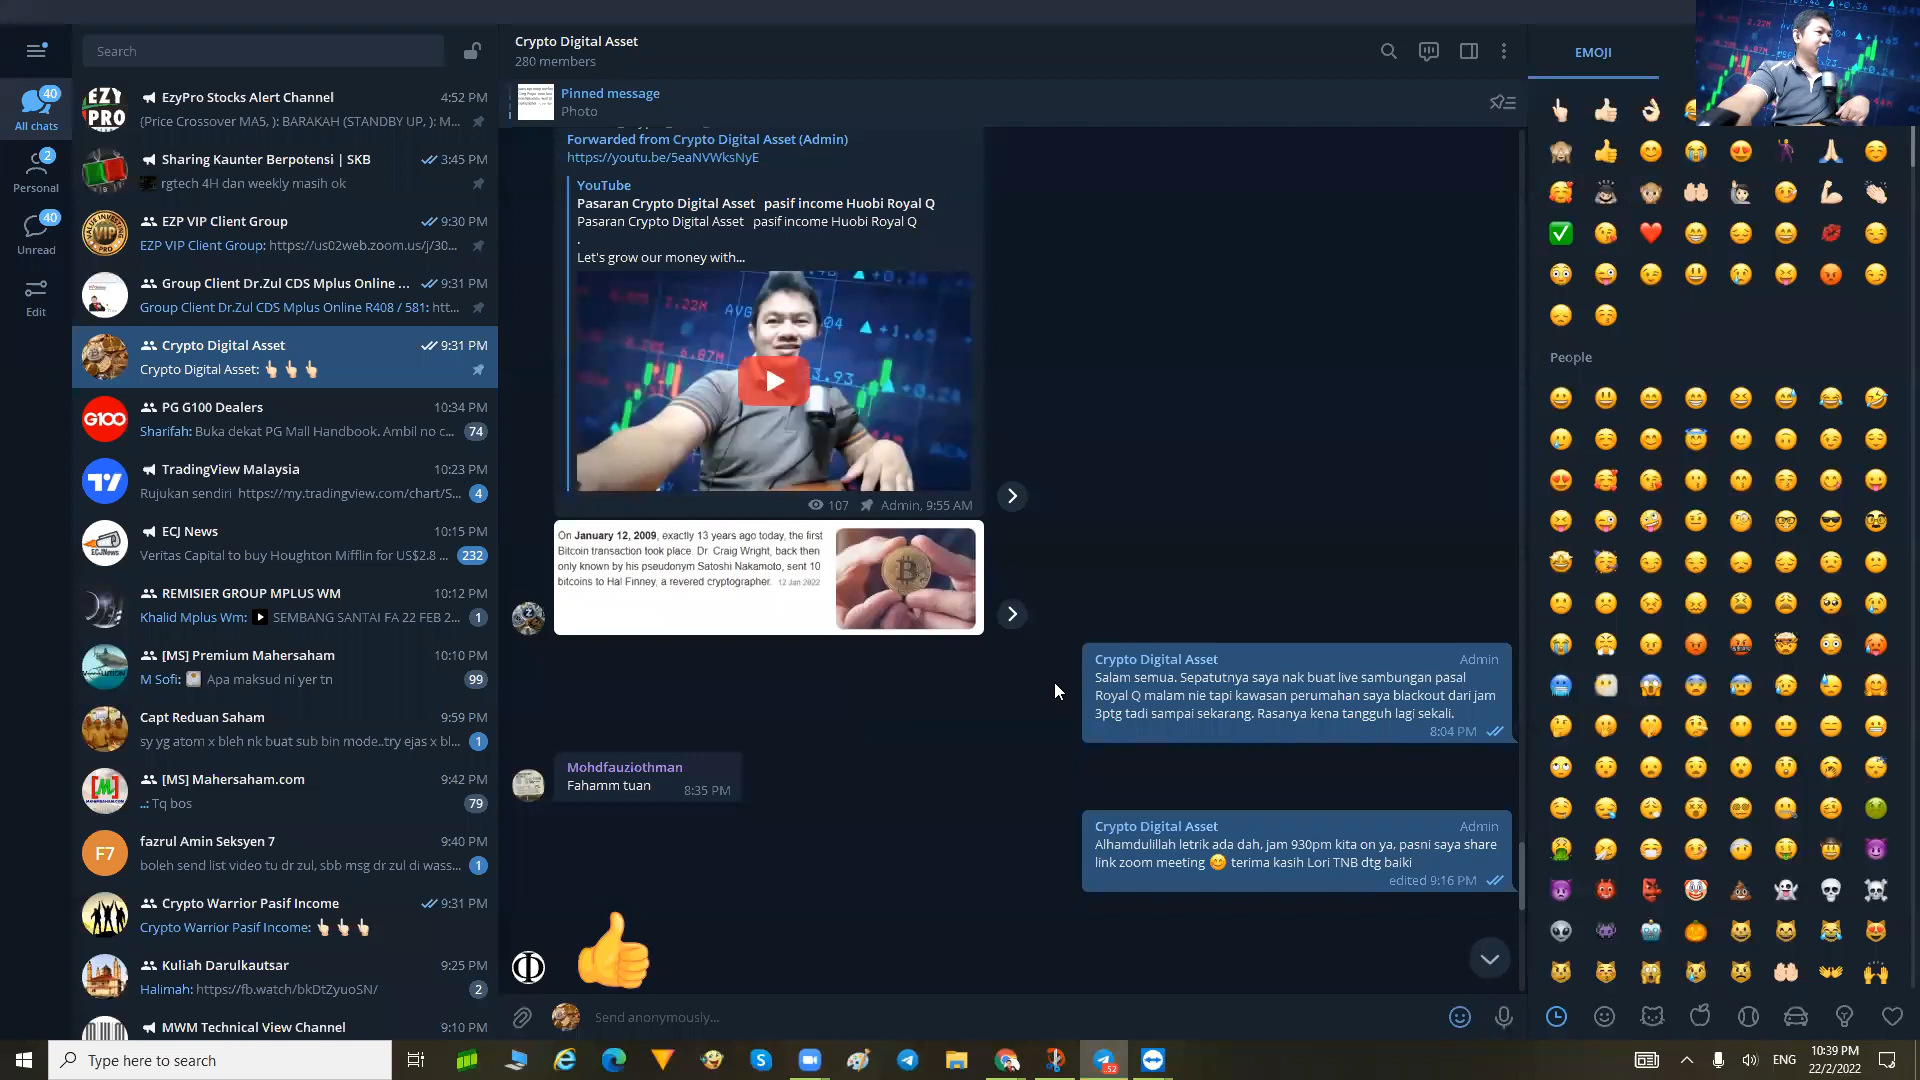 Search
40
All chats
2
Personal
40
Unread
Edit
EZY
PRO
EzyPro Stocks Alert Channel 4:52 PM
(Price Crossover MA5, ): BARAKAH (STANDBY UP, ): M...
Sharing Kaunter Berpotensi | SKB 3:45 PM
rgtech 4H dan weekly masih ok
VIP
EZP VIP Client Group 9:30 PM
EZP VIP Client Group: https://us02web.zoom.us/j/30...
Group Client Dr.Zul CDS Mplus Online ... 9:31 PM
Group Client Dr.Zul CDS Mplus Online R408 / 581: htt...
Crypto Digital Asset 9:31 PM
Crypto Digital Asset: 👆🏻👆🏻👆🏻
G100
PG G100 Dealers 10:34 PM
Sharifah: Buka dekat PG Mall Handbook. Ambil no c... 74
TradingView Malaysia 10:23 PM
Rujukan sendiri https://my.tradingview.com/chart/S... 4
ECJNews
ECJ News 10:15 PM
Veritas Capital to buy Houghton Mifflin for US$2.8 ... 232
REMISIER GROUP MPLUS WM 10:12 PM
Khalid Mplus Wm: SEMBANG SANTAI FA 22 FEB 2... 1
[MS] Premium Mahersaham 10:10 PM
M Sofi: Apa maksud ni yer tn 99
Capt Reduan Saham 9:59 PM
sy yg atom x bleh nk buat sub bin mode..try ejas x bl... 1
[MS] Mahersaham.com 9:42 PM
..: Tq bos 79
F7
fazrul Amin Seksyen 7 9:40 PM
boleh send list video tu dr zul, sbb msg dr zul di wass... 1
Crypto Warrior Pasif Income 9:31 PM
Crypto Warrior Pasif Income: 👆🏻👆🏻👆🏻
Kuliah Darulkautsar 9:25 PM
Halimah: https://fb.watch/bkDtZyuoSN/ 2
MWM Technical View Channel 9:10 PM
Crypto Digital Asset
280 members
Pinned message
Photo
Forwarded from Crypto Digital Asset (Admin)
https://youtu.be/5eaNVWksNyE
YouTube
Pasaran Crypto Digital Asset pasif income Huobi Royal Q
Pasaran Crypto Digital Asset pasif income Huobi Royal Q
.
Let's grow our money with...
107 Admin, 9:55 AM
On January 12, 2009, exactly 13 years ago today, the first
Bitcoin transaction took place. Dr. Craig Wright, back then
only known by his pseudonym Satoshi Nakamoto, sent 10
bitcoins to Hal Finney, a revered cryptographer. 12 Jan 2022
Crypto Digital Asset Admin
Salam semua. Sepatutnya saya nak buat live sambungan pasal
Royal Q malam nie tapi kawasan perumahan saya blackout dari jam
3ptg tadi sampai sekarang. Rasanya kena tangguh lagi sekali.
8:04 PM
Mohdfauziothman
Fahamm tuan 8:35 PM
Crypto Digital Asset Admin
Alhamdulillah letrik ada dah, jam 930pm kita on ya, pasni saya share
link zoom meeting 😊 terima kasih Lori TNB dtg baiki
edited 9:16 PM
Send anonymously...
EMOJI
People
Type here to search
52
ENG
10:39 PM
22/2/2022